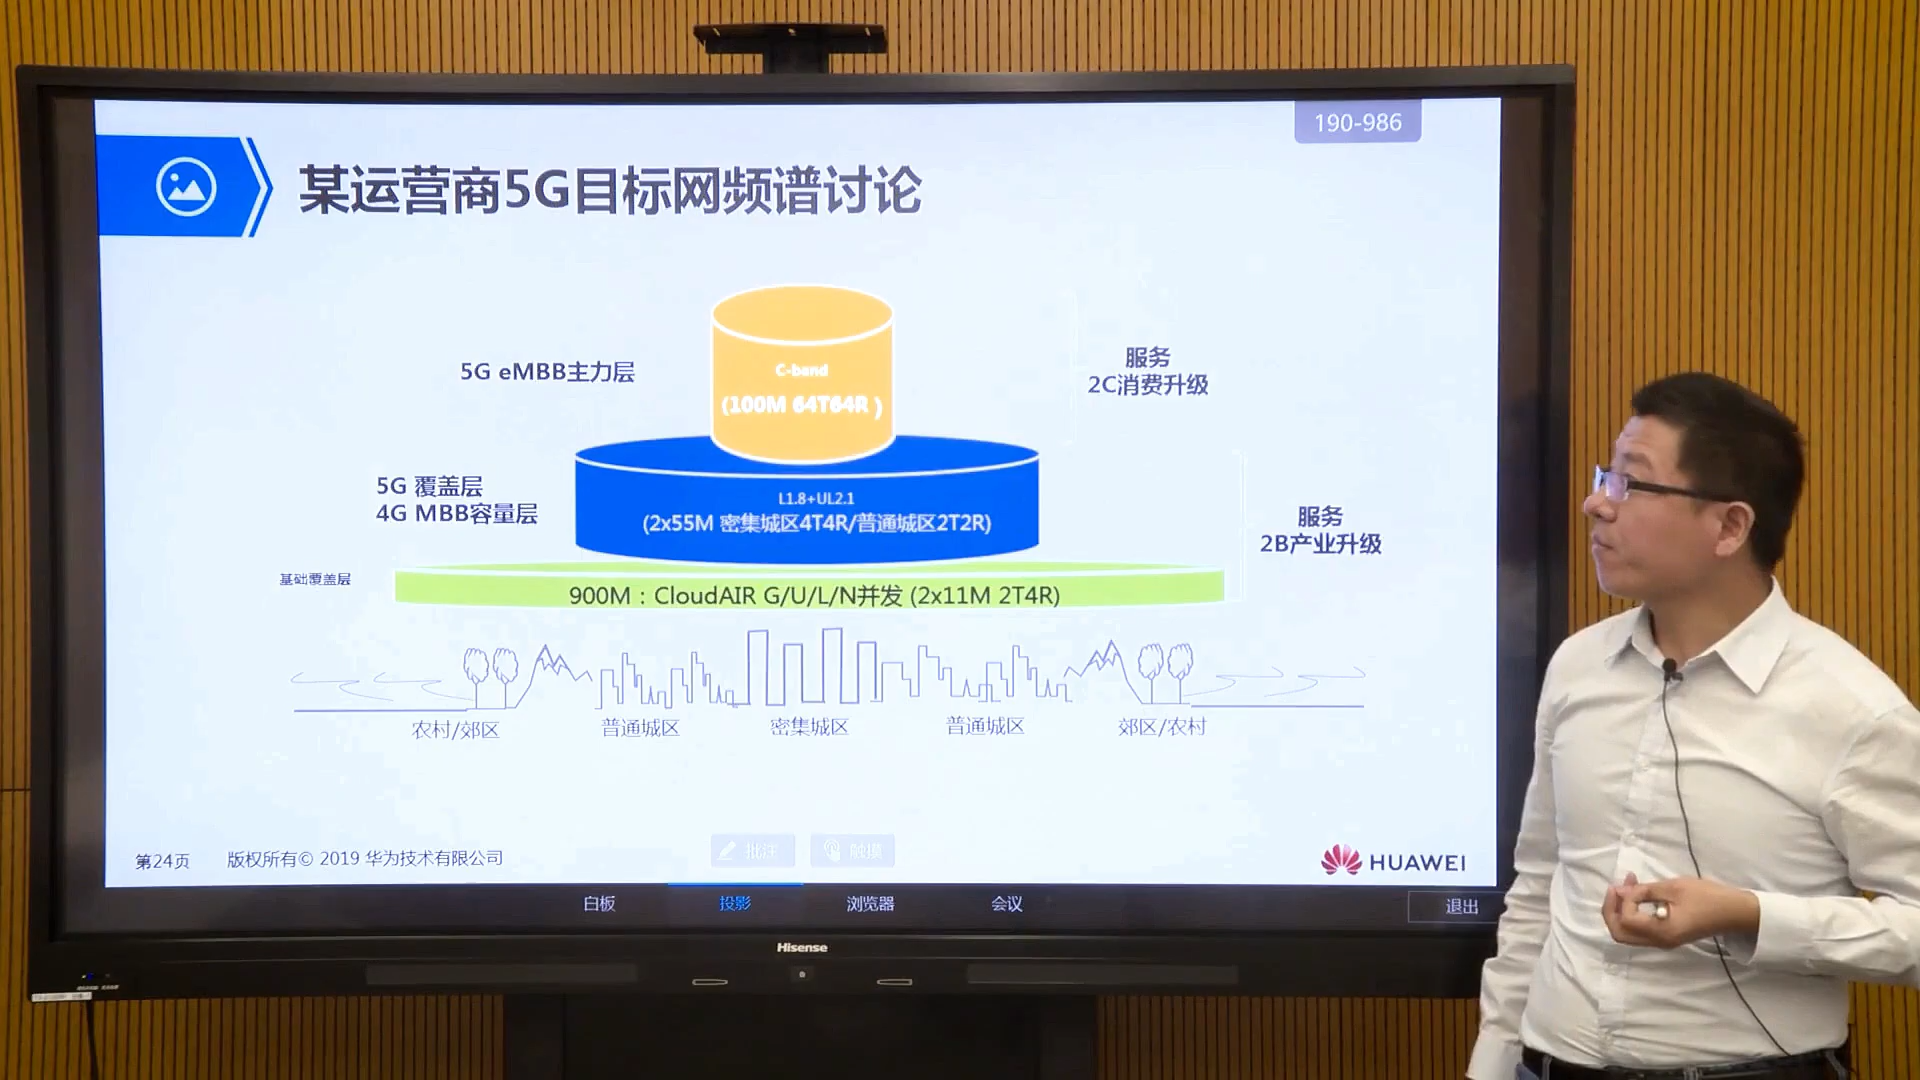 190-986
某运营商5G目标网频谱讨论
C-band
(100M 64T64R )
5G eMBB主力层
服务
2C消费升级
5G 覆盖层
4G MBB容量层
L1.8+UL2.1
(2x55M 密集城区4T4R/普通城区2T2R)
服务
2B产业升级
基础覆盖层
900M：CloudAIR G/U/L/N并发 (2x11M 2T4R)
农村/郊区
普通城区
密集城区
普通城区
郊区/农村
批注
触摸
第24页
版权所有© 2019 华为技术有限公司
HUAWEI
白板
投影
浏览器
会议
退出
Hisense